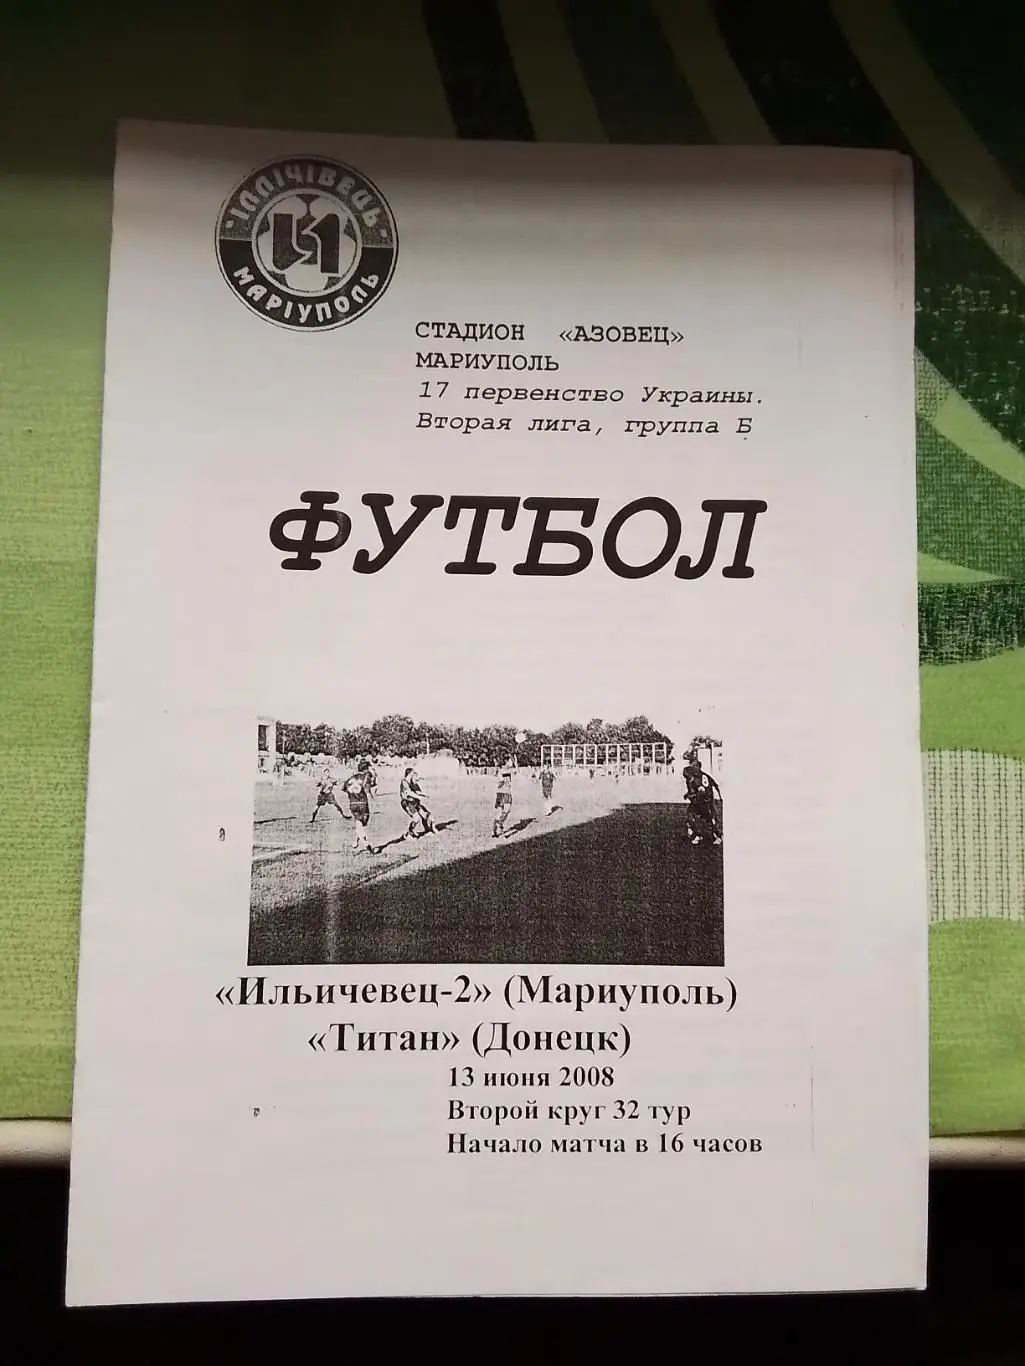 ІЛЛІЧІВЕЦЬ
МАРІУПОЛЬ
СТАДИОН «АЗОВЕЦ»
МАРИУПОЛЬ
17 первенство Украины.
Вторая лига, группа Б
ФУТБОЛ
«Ильичевец-2» (Мариуполь)
«Титан» (Донецк)
13 июня 2008
Второй круг 32 тур
Начало матча в 16 часов